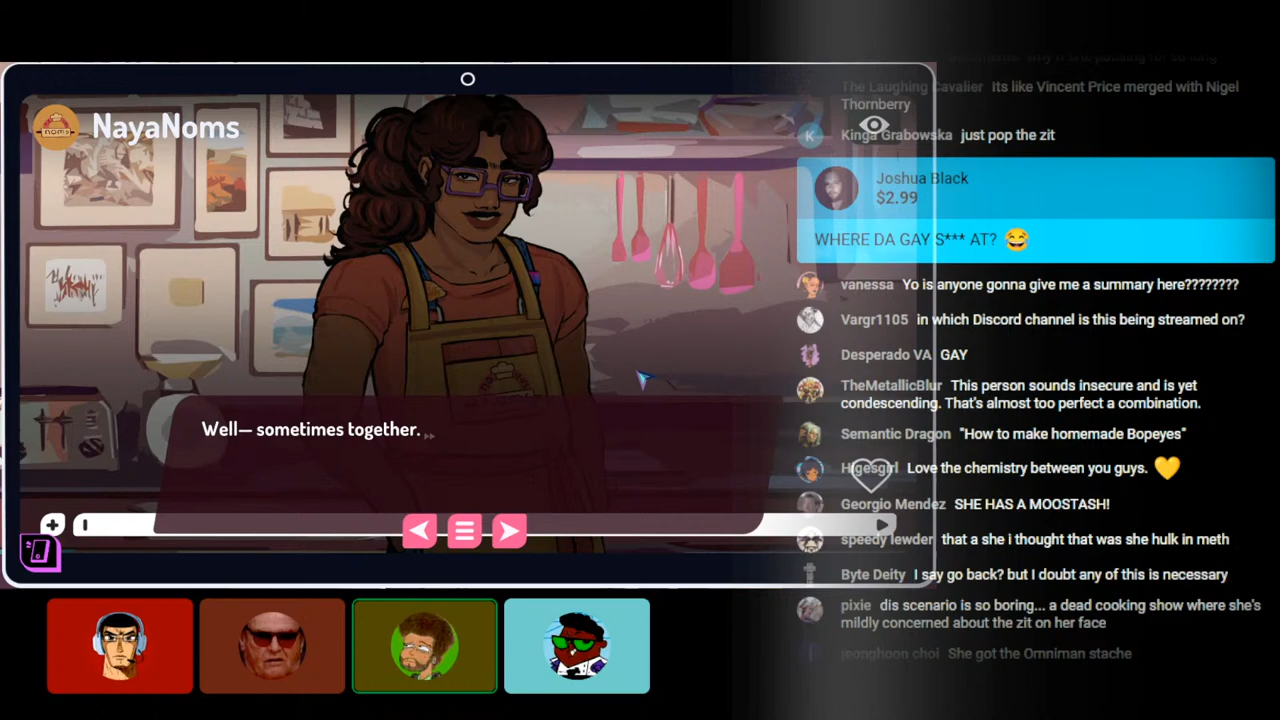 NayaNoms
noms
Well— sometimes together.
The Laughing Cavalier Its like Vincent Price merged with Nigel
Thornberry
K
Kinga Grabowska just pop the zit
Joshua Black
$2.99
WHERE DA GAY S*** AT? 😂
vanessa Yo is anyone gonna give me a summary here????????
Vargr1105 in which Discord channel is this being streamed on?
Desperado VA GAY
TheMetallicBlur This person sounds insecure and is yet
condescending. That's almost too perfect a combination.
Semantic Dragon "How to make homemade Bopeyes"
Love the chemistry between you guys. 💛
Georgio Mendez SHE HAS A MOOSTASH!
speedy lewder that a she i thought that was she hulk in meth
Byte Deity I say go back? but I doubt any of this is necessary
pixie dis scenario is so boring... a dead cooking show where she's
mildly concerned about the zit on her face
jeonghoon choi She got the Omniman stache